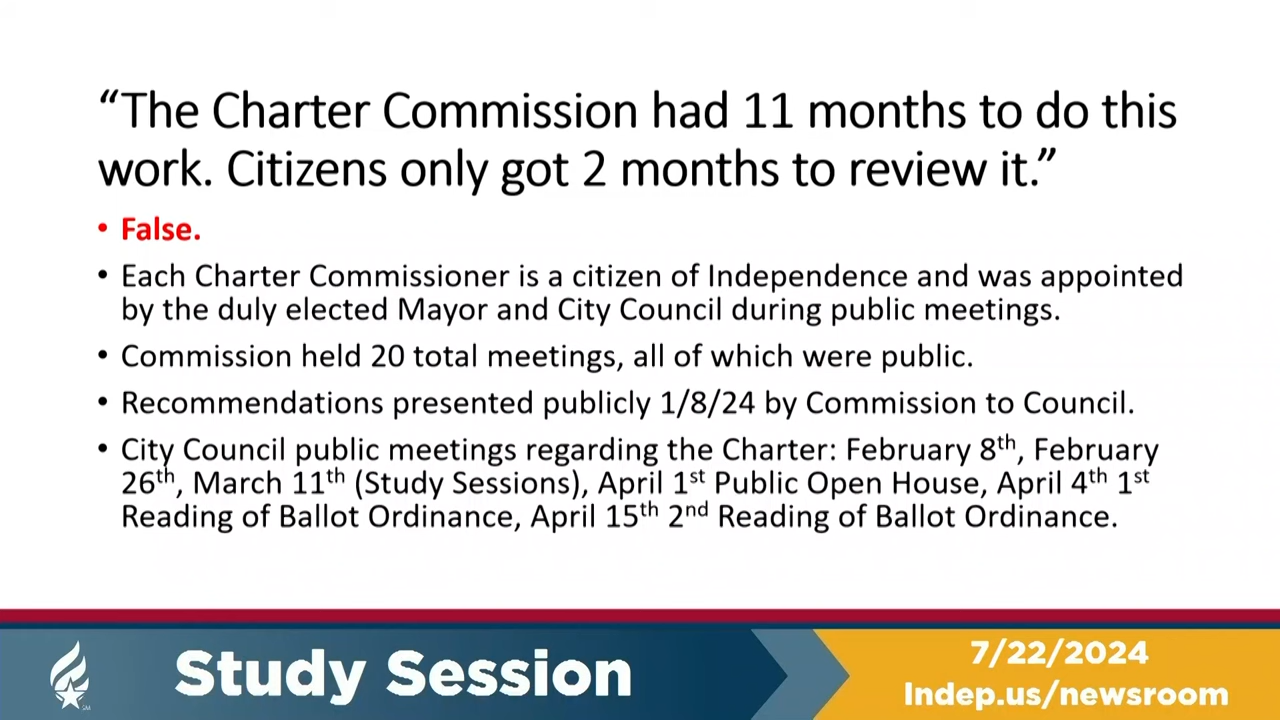 “The Charter Commission had 11 months to do this
work. Citizens only got 2 months to review it.”
• False.
• Each Charter Commissioner is a citizen of Independence and was appointed
by the duly elected Mayor and City Council during public meetings.
• Commission held 20 total meetings, all of which were public.
• Recommendations presented publicly 1/8/24 by Commission to Council.
• City Council public meetings regarding the Charter: February 8th, February
26th, March 11th (Study Sessions), April 1st Public Open House, April 4th 1st
Reading of Ballot Ordinance, April 15th 2nd Reading of Ballot Ordinance.
Study Session
7/22/2024
Indep.us/newsroom